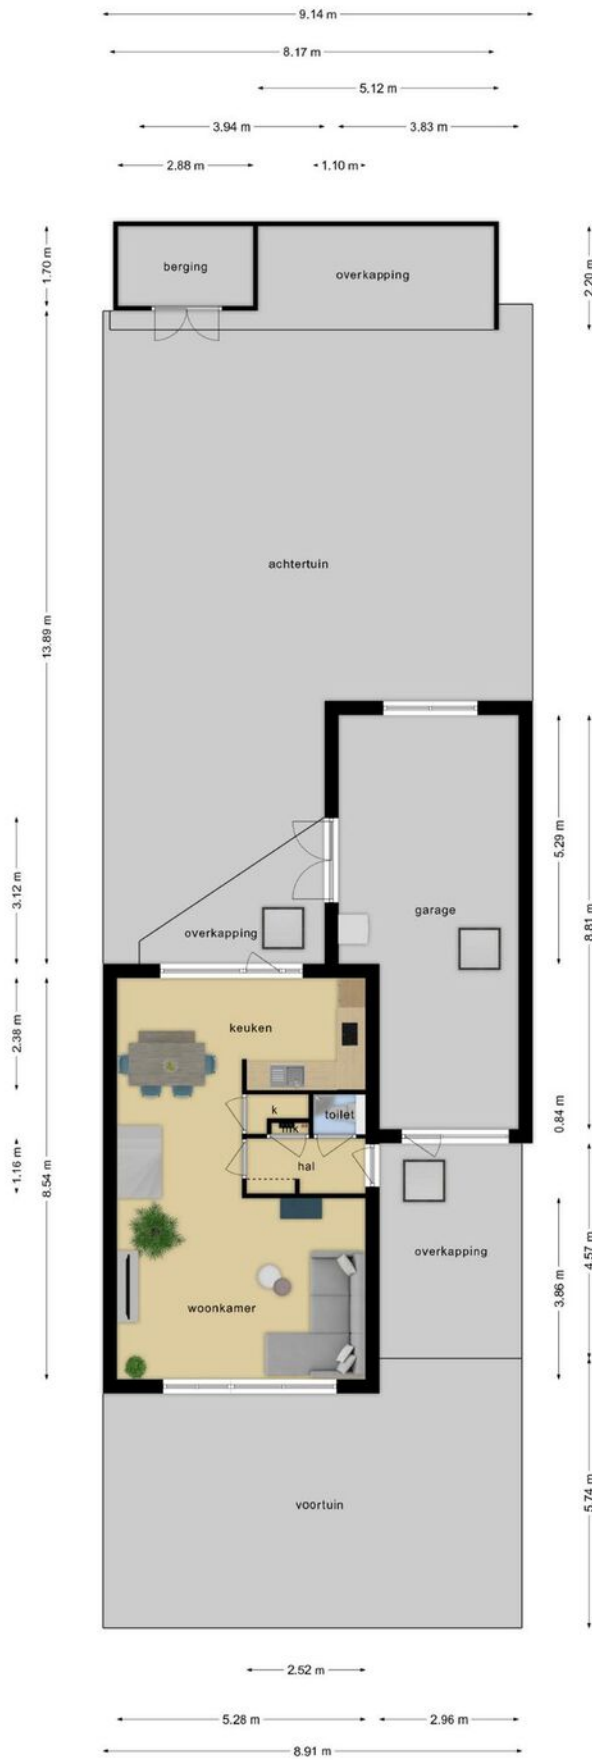 9.14 m
8.17 m
5.12 m
3.94 m
3.83 m
2.88 m
1.10 m
1.70 m
2.20 m
berging
overkapping
achtertuin
13.89 m
3.12 m
5.29 m
8.81 m
garage
overkapping
2.38 m
keuken
k
toilet
mk
hal
0.84 m
1.16 m
8.54 m
overkapping
4.57 m
3.86 m
woonkamer
voortuin
5.74 m
2.52 m
5.28 m
2.96 m
8.91 m